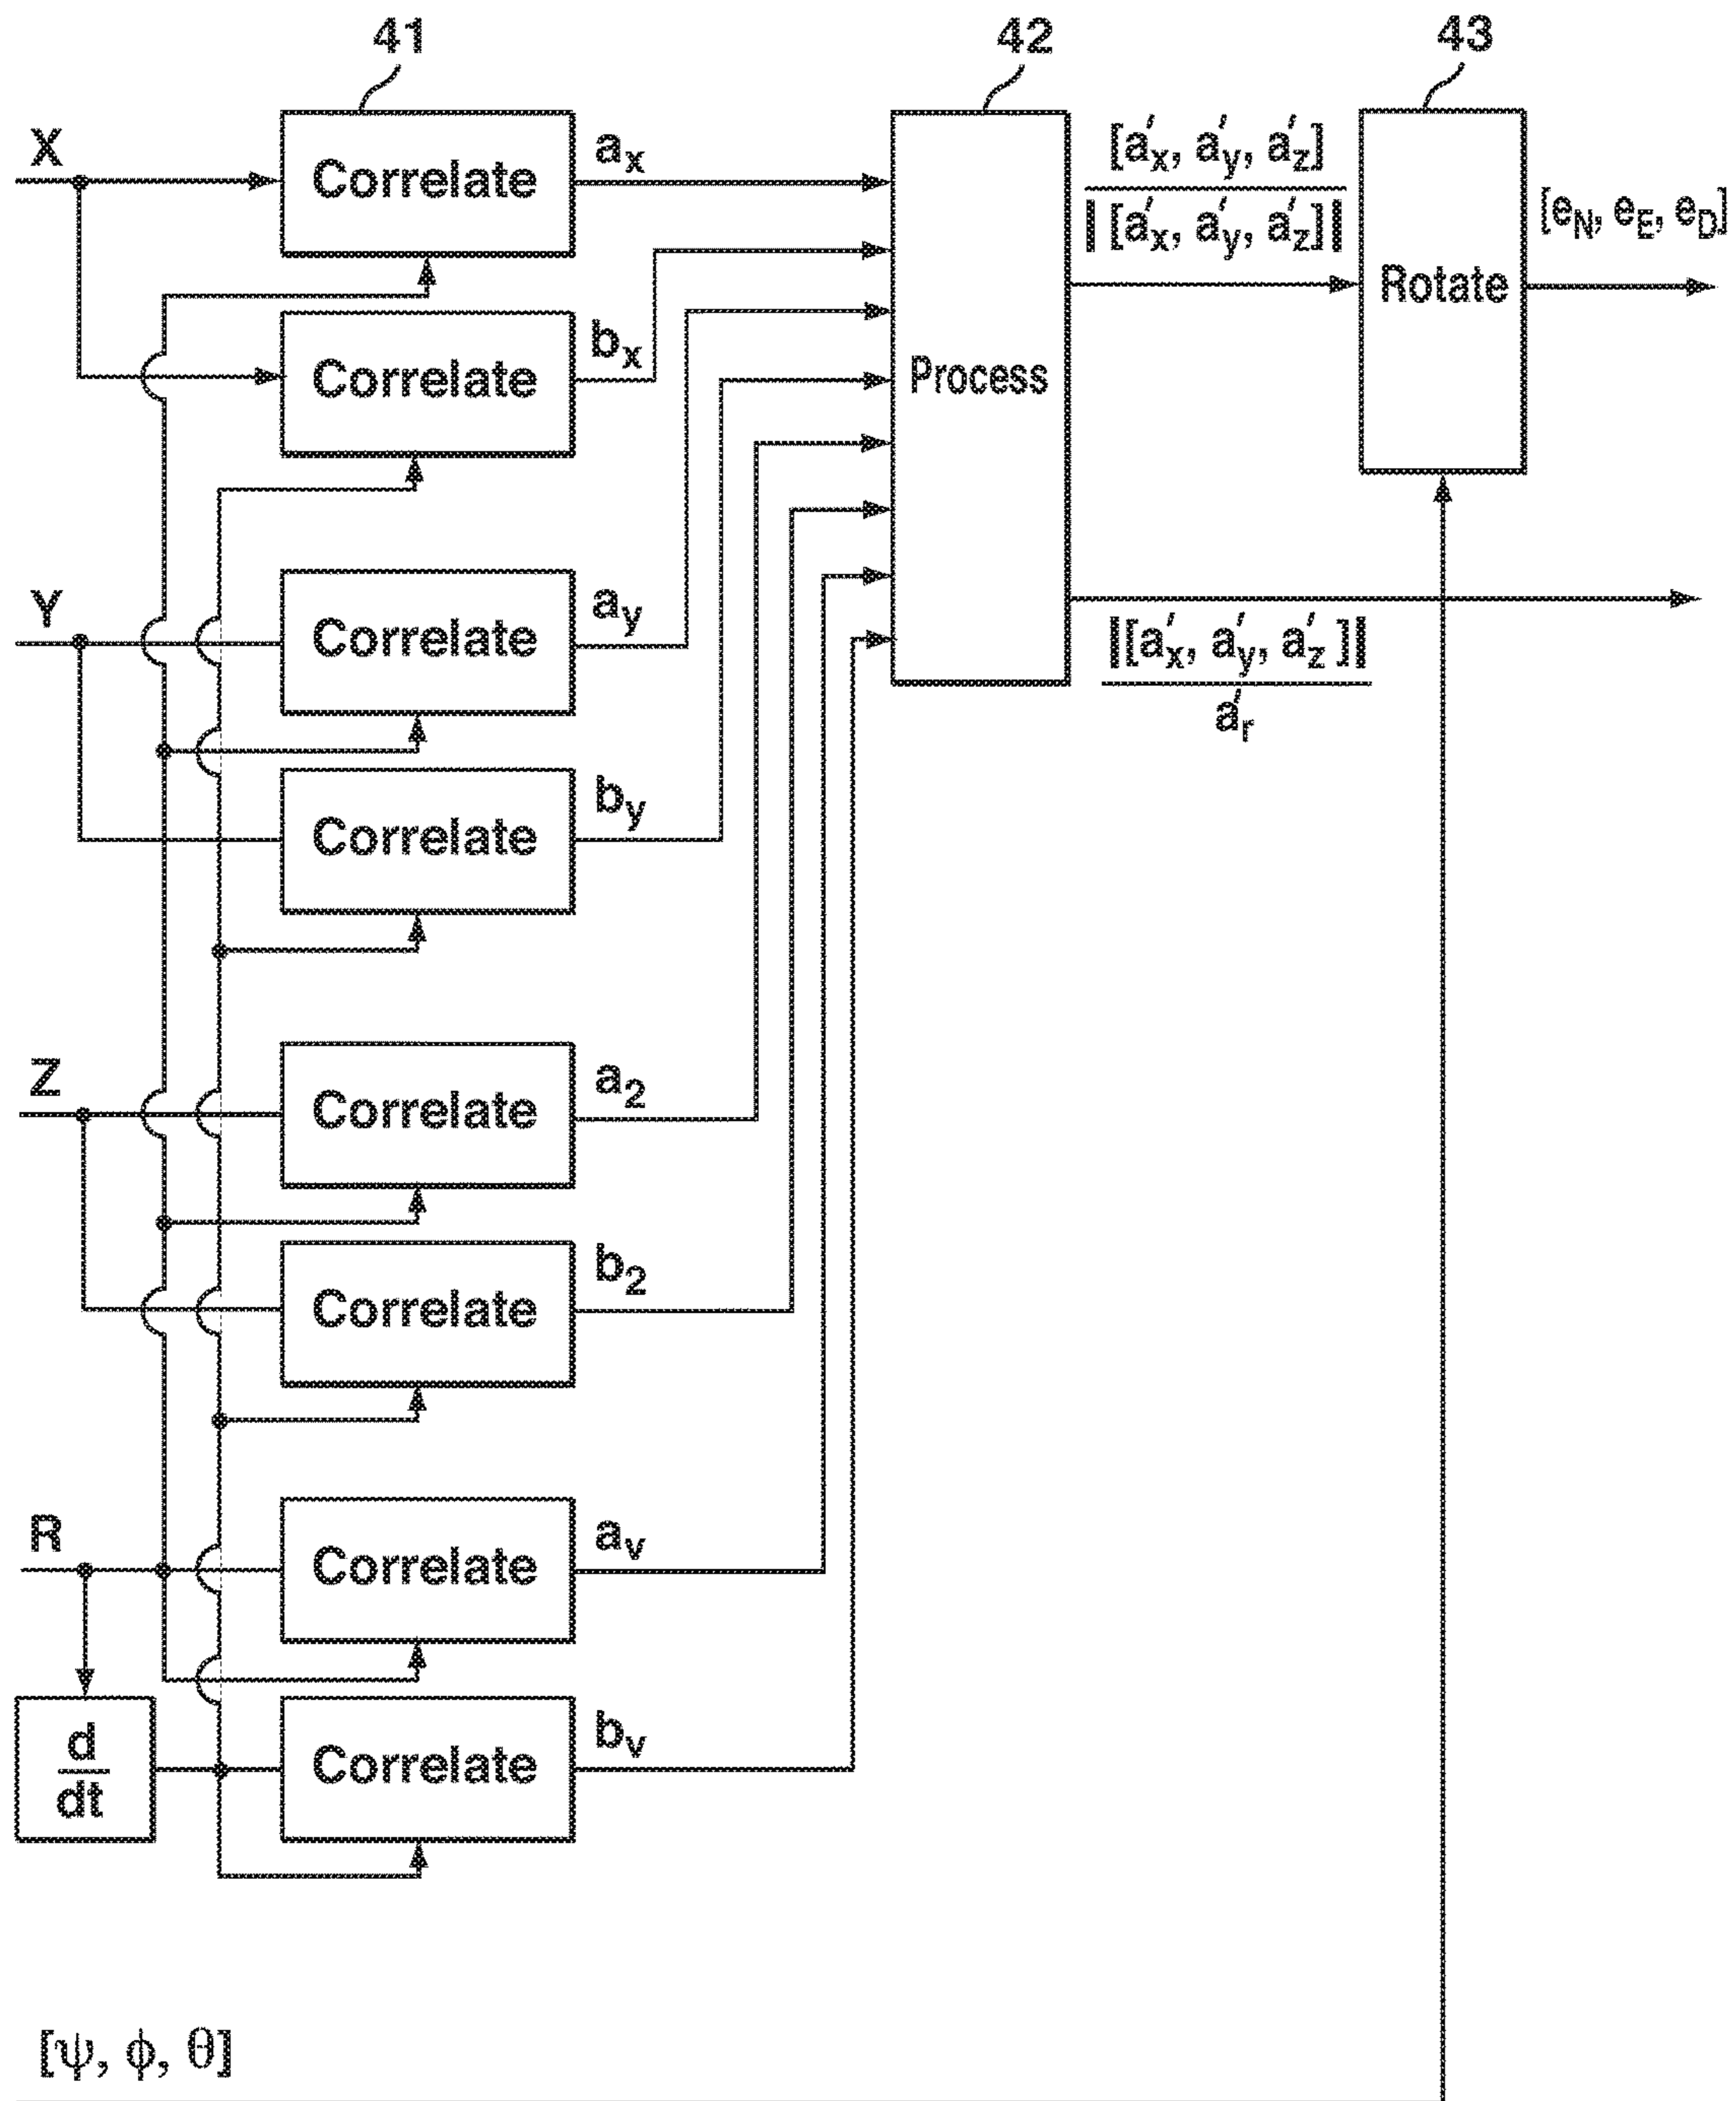 41
42
43
X
Correlate
a_x
[a'_x, a'_y, a'_z]
||[a'_x, a'_y, a'_z]||
[e_N, e_E, e_D]
Rotate
b_x
Correlate
Process
Y
Correlate
a_y
||[a'_x, a'_y, a'_z]||
a'_r
b_y
Correlate
Z
Correlate
a_2
b_2
Correlate
R
Correlate
a_v
d
dt
b_v
Correlate
[ψ, φ, θ]